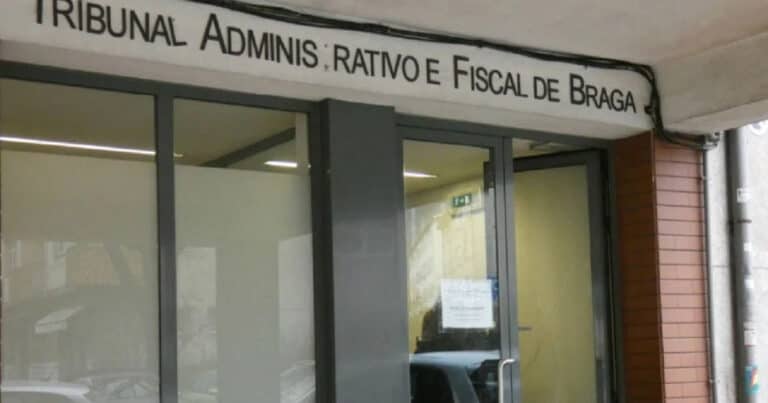 TRIBUNAL ADMINIS RATIVO E FISCAL DE BRAGA